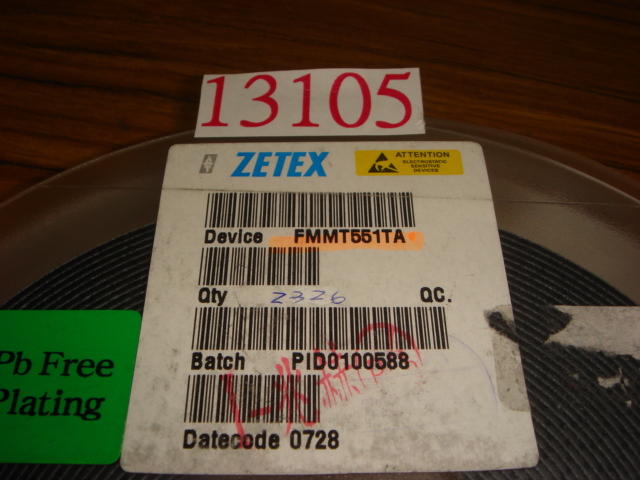 13105
ZETEX
ATTENTION
ELECTROSTATIC
SENSITIVE
DEVICES
Device FMMT551TA
Qty 2326 QC.
Batch PID0100588
Datecode 0728
Pb Free
Plating